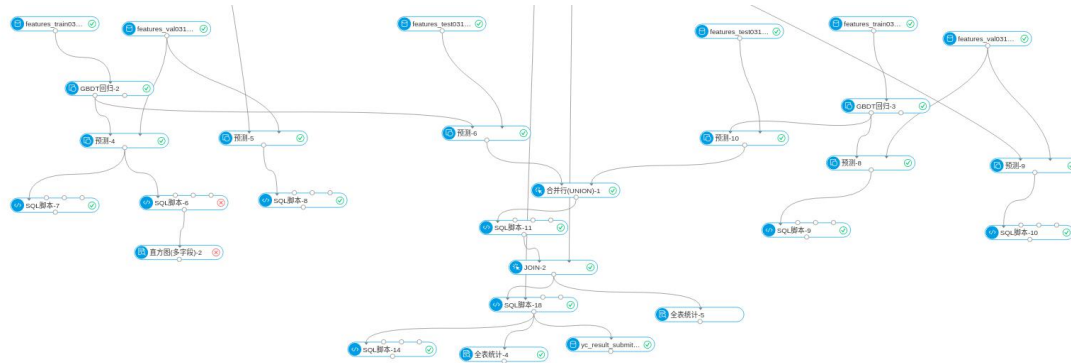 features_train03...
features_val031...
features_test031...
features_test031...
features_train03...
features_val031...
GBDT回归-2
GBDT回归-3
预测-4
预测-5
预测-6
预测-10
预测-8
预测-9
合并行(UNION)-1
SQL脚本-7
SQL脚本-6
SQL脚本-8
SQL脚本-11
SQL脚本-9
SQL脚本-10
直方图(多字段)-2
JOIN-2
SQL脚本-18
全表统计-5
SQL脚本-14
全表统计-4
yc_result_submit...